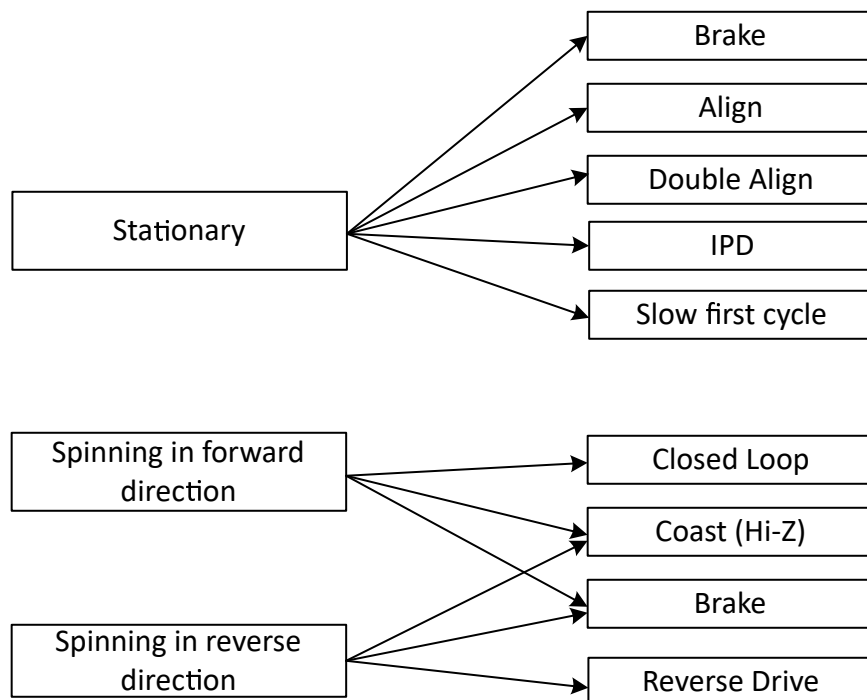 Brake
Align
Double Align
Stationary
IPD
Slow first cycle
Spinning in forward
direction
Closed Loop
Coast (Hi-Z)
Brake
Spinning in reverse
direction
Reverse Drive